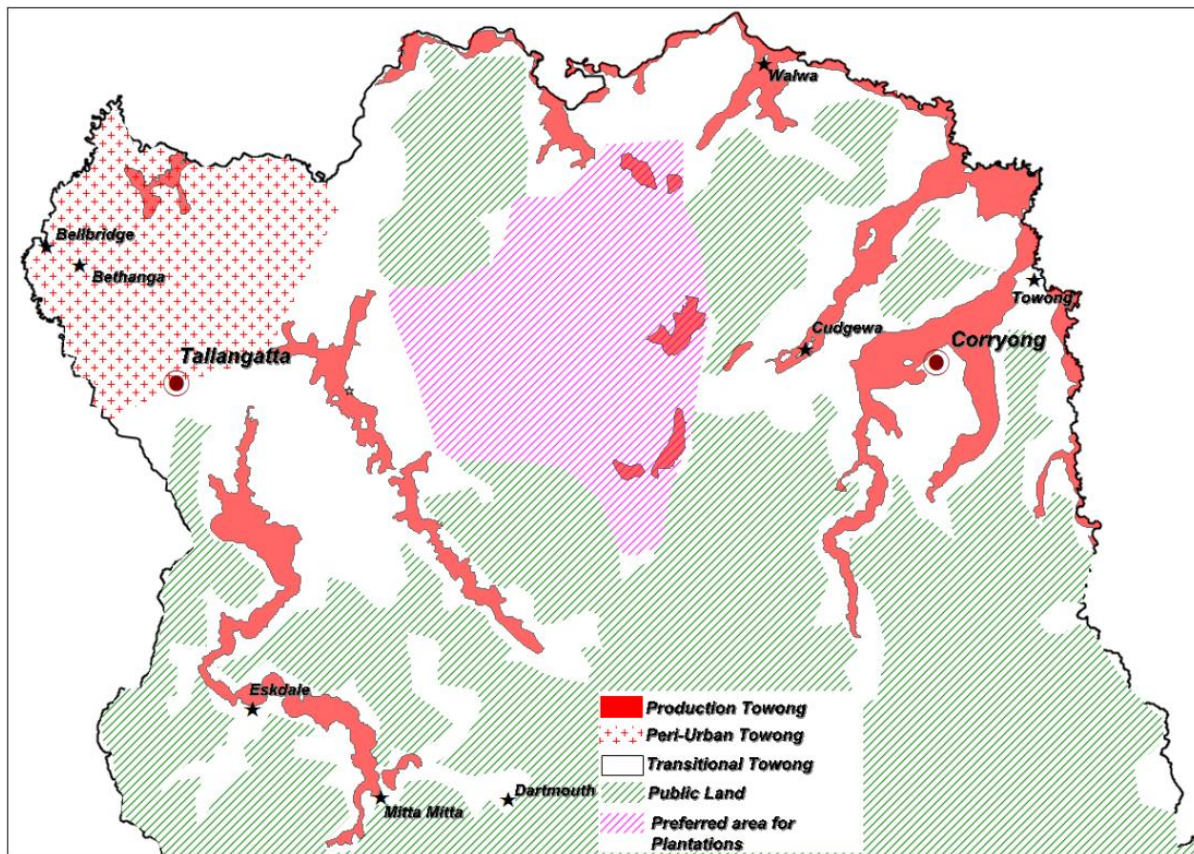 Walwa
Bellbridge
Bethanga
Towong
Cudgewa
Corryong
Tallangatta
Eskdale
Dartmouth
Mitta Mitta
Production Towong
Peri-Urban Towong
Transitional Towong
Public Land
Preferred area for
Plantations